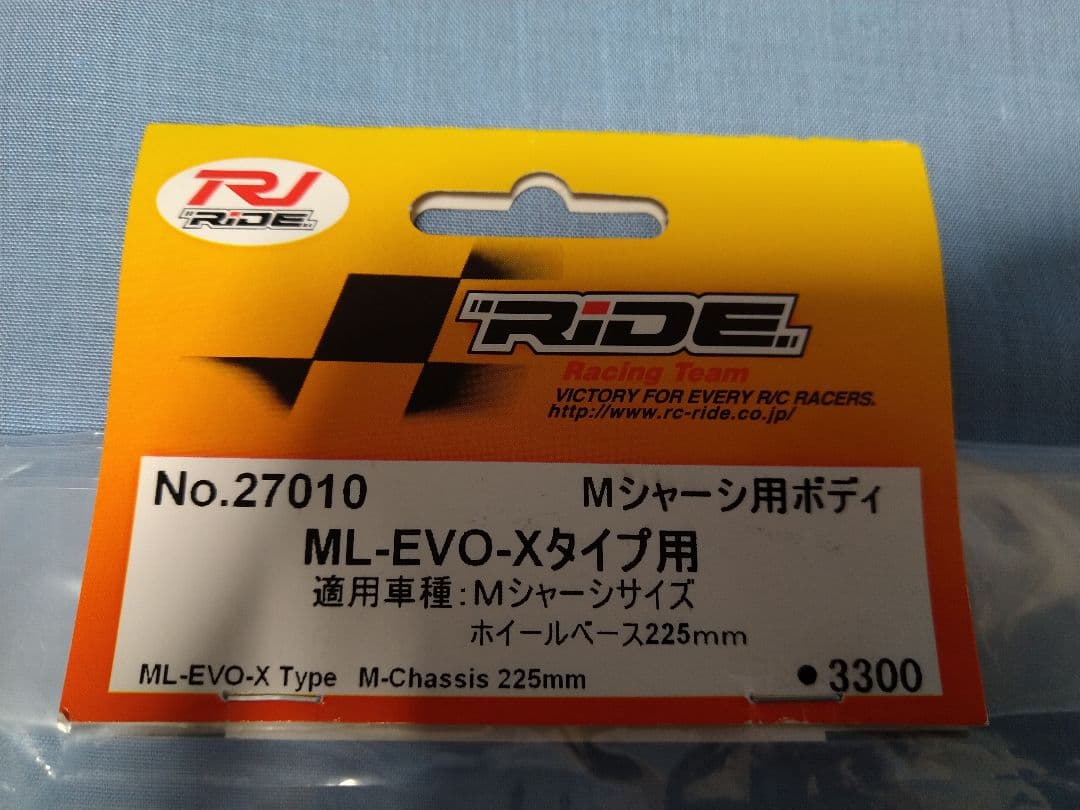 RJ
RiDE
"RiDE"
Racing Team
VICTORY FOR EVERY R/C RACERS.
http://www.rc-ride.co.jp/
No.27010 Mシャーシ用ボディ
ML-EVO-Xタイプ用
適用車種:Mシャーシサイズ
ホイールベース225mm
ML-EVO-X Type M-Chassis 225mm ●3300